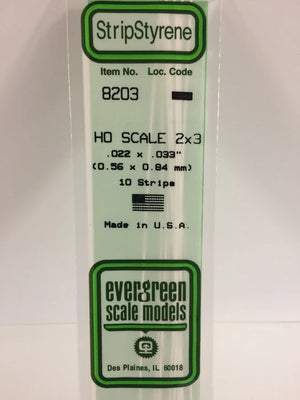 StripStyrene
Item No. Loc. Code
8203
HO SCALE 2x3
.022 x .033"
(0.56 x 0.84 mm)
10 Strips
Made in U.S.A.
evergreen
scale models
Des Plaines, IL 60018